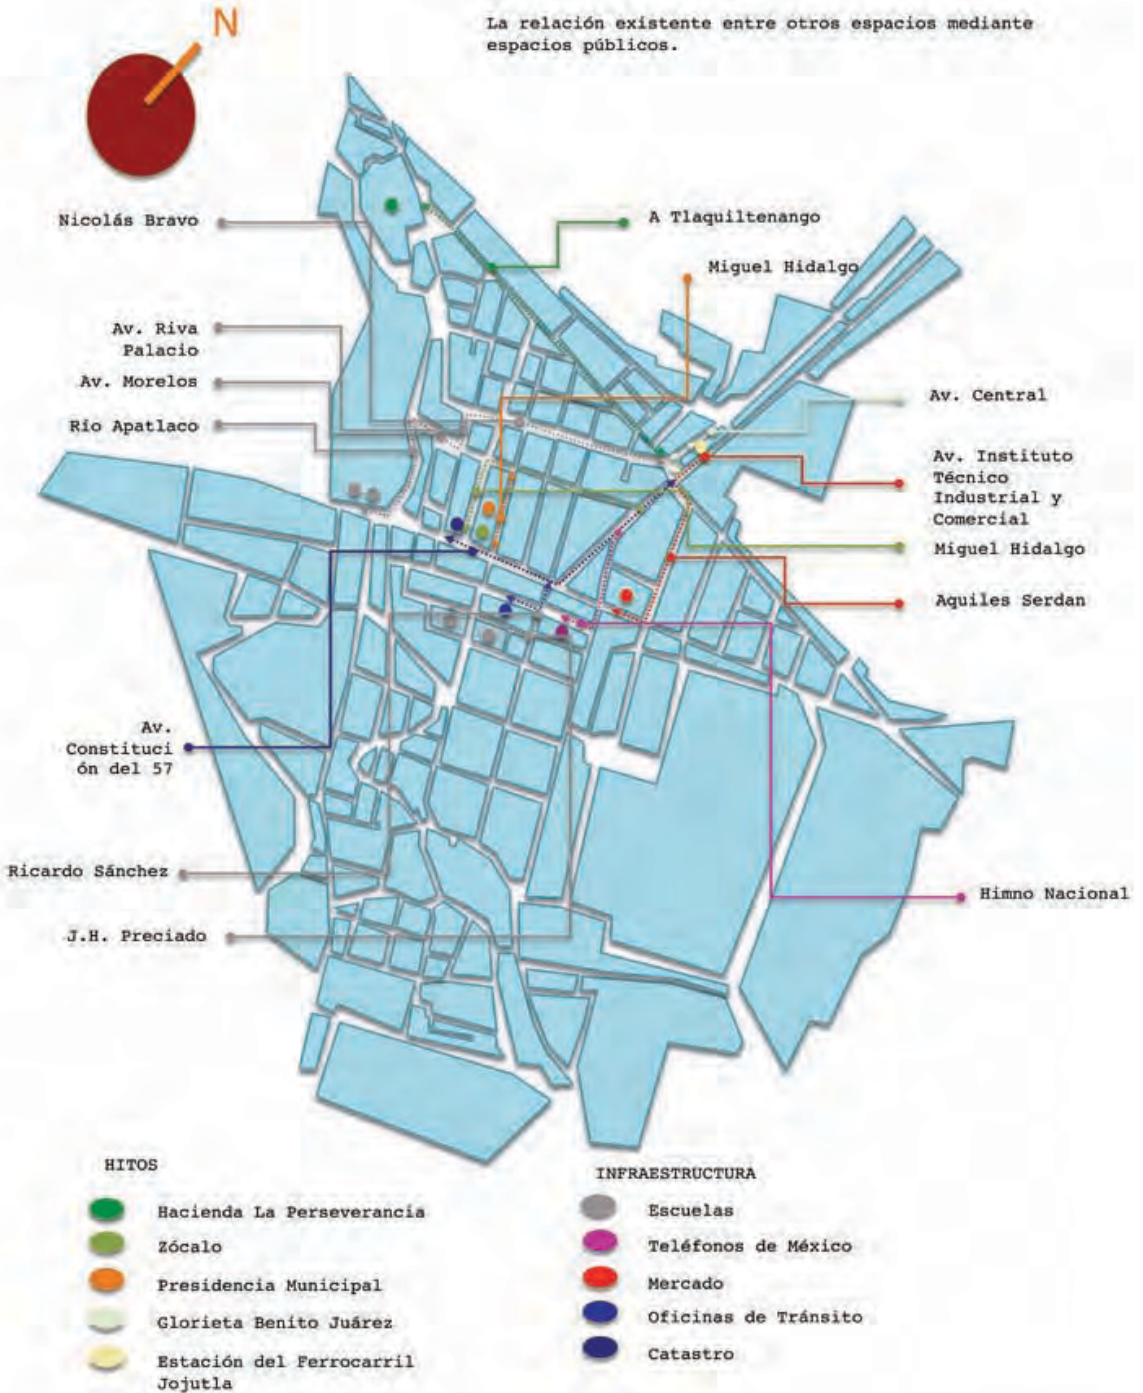 N
La relación existente entre otros espacios mediante
espacios públicos.
Nicolás Bravo
A Tlaquiltenango
Miguel Hidalgo
Av. Riva
Palacio
Av. Morelos
Río Apatlaco
Av. Central
Av. Instituto
Técnico
Industrial y
Comercial
Miguel Hidalgo
Aquiles Serdan
Av.
Constituci
ón del 57
Ricardo Sánchez
J.H. Preciado
Himno Nacional
HITOS
Hacienda La Perseverancia
Zócalo
Presidencia Municipal
Glorieta Benito Juárez
Estación del Ferrocarril
Jojutla
INFRAESTRUCTURA
Escuelas
Teléfonos de México
Mercado
Oficinas de Tránsito
Catastro